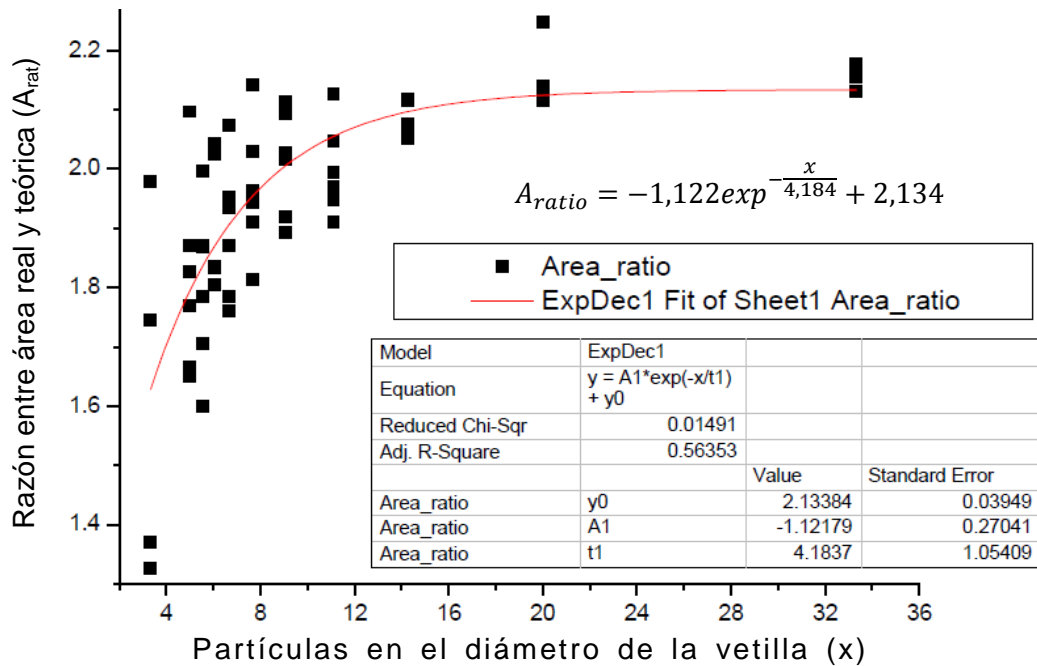 Razón entre área real y teórica (A_rat)
2.2
2.0
1.8
1.6
1.4
A_ratio = −1,122exp^(−x/4,184) + 2,134
Area_ratio
ExpDec1 Fit of Sheet1 Area_ratio
Model ExpDec1
Equation y = A1*exp(-x/t1) + y0
Reduced Chi-Sqr 0.01491
Adj. R-Square 0.56353
Value Standard Error
Area_ratio y0 2.13384 0.03949
Area_ratio A1 -1.12179 0.27041
Area_ratio t1 4.1837 1.05409
4 8 12 16 20 24 28 32 36
Partículas en el diámetro de la vetilla (x)